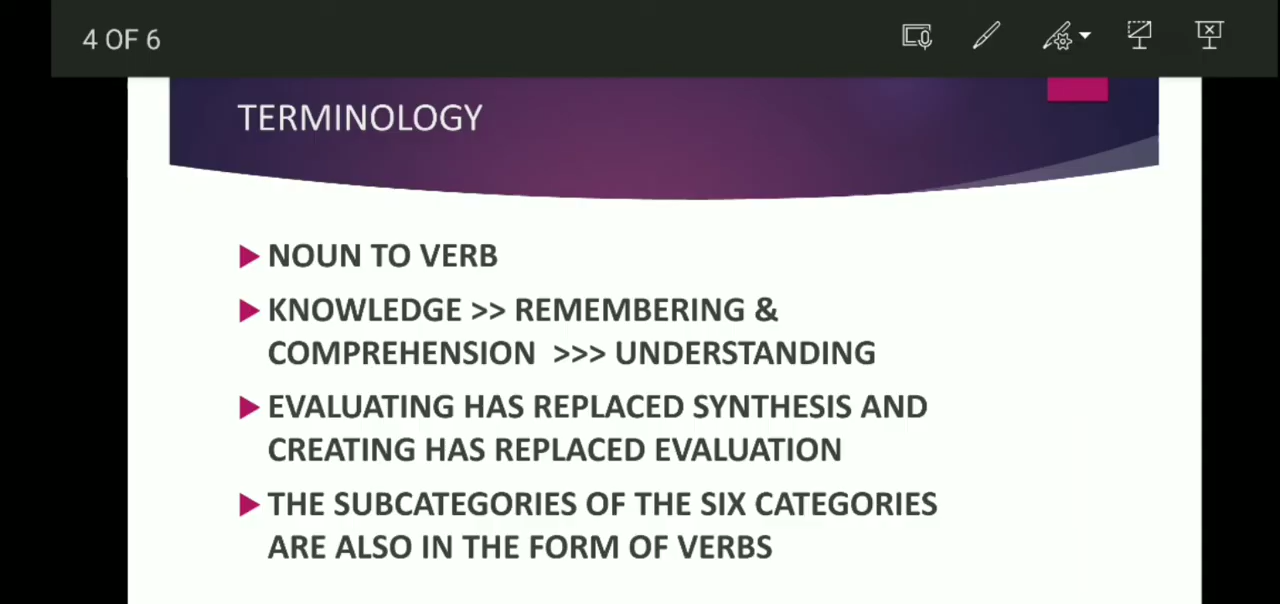 4 OF 6
TERMINOLOGY
NOUN TO VERB
KNOWLEDGE >> REMEMBERING &
COMPREHENSION >>> UNDERSTANDING
EVALUATING HAS REPLACED SYNTHESIS AND
CREATING HAS REPLACED EVALUATION
THE SUBCATEGORIES OF THE SIX CATEGORIES
ARE ALSO IN THE FORM OF VERBS